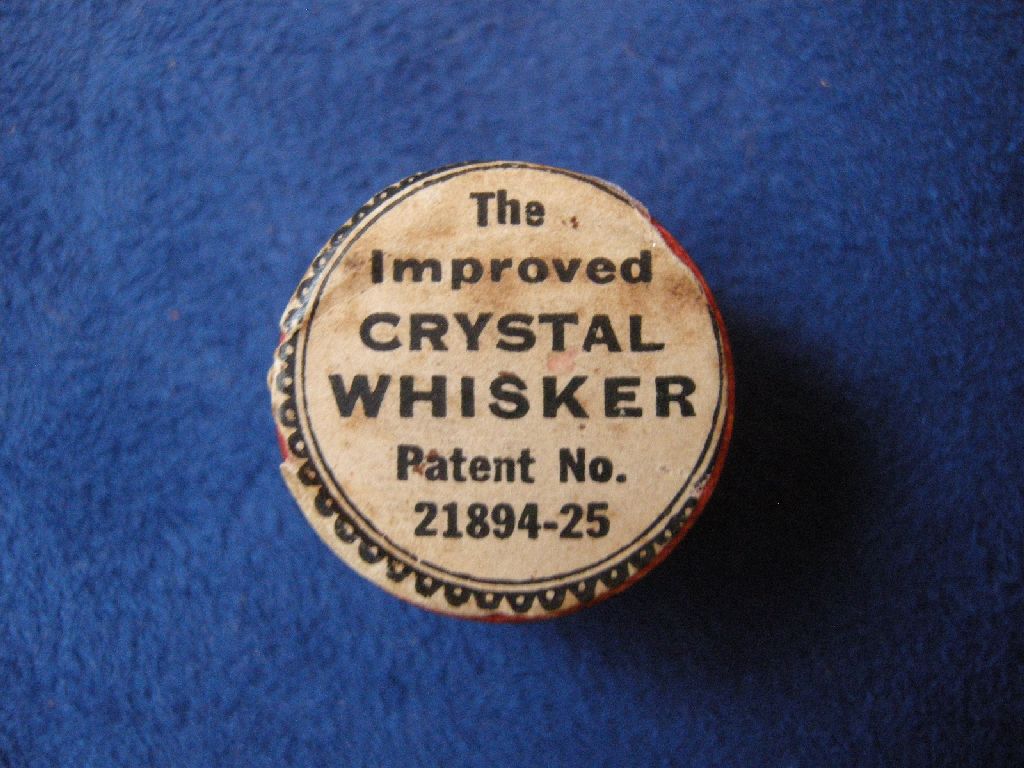 The
Improved
CRYSTAL
WHISKER
Patent No.
21894-25